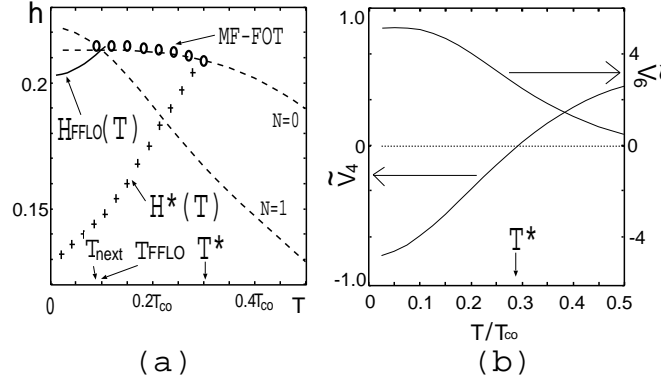 h
0.2
0.15
MF-FOT
HFFLO(T)
N=0
H*(T)
N=1
Tnext
TFFLO
T*
0
0.2Tco
0.4Tco
T
(a)
1.0
0
-1.0
Ṽ4
4
0
-4
Ṽ6
T*
0
0.1
0.2
0.3
0.4
0.5
T/Tco
(b)